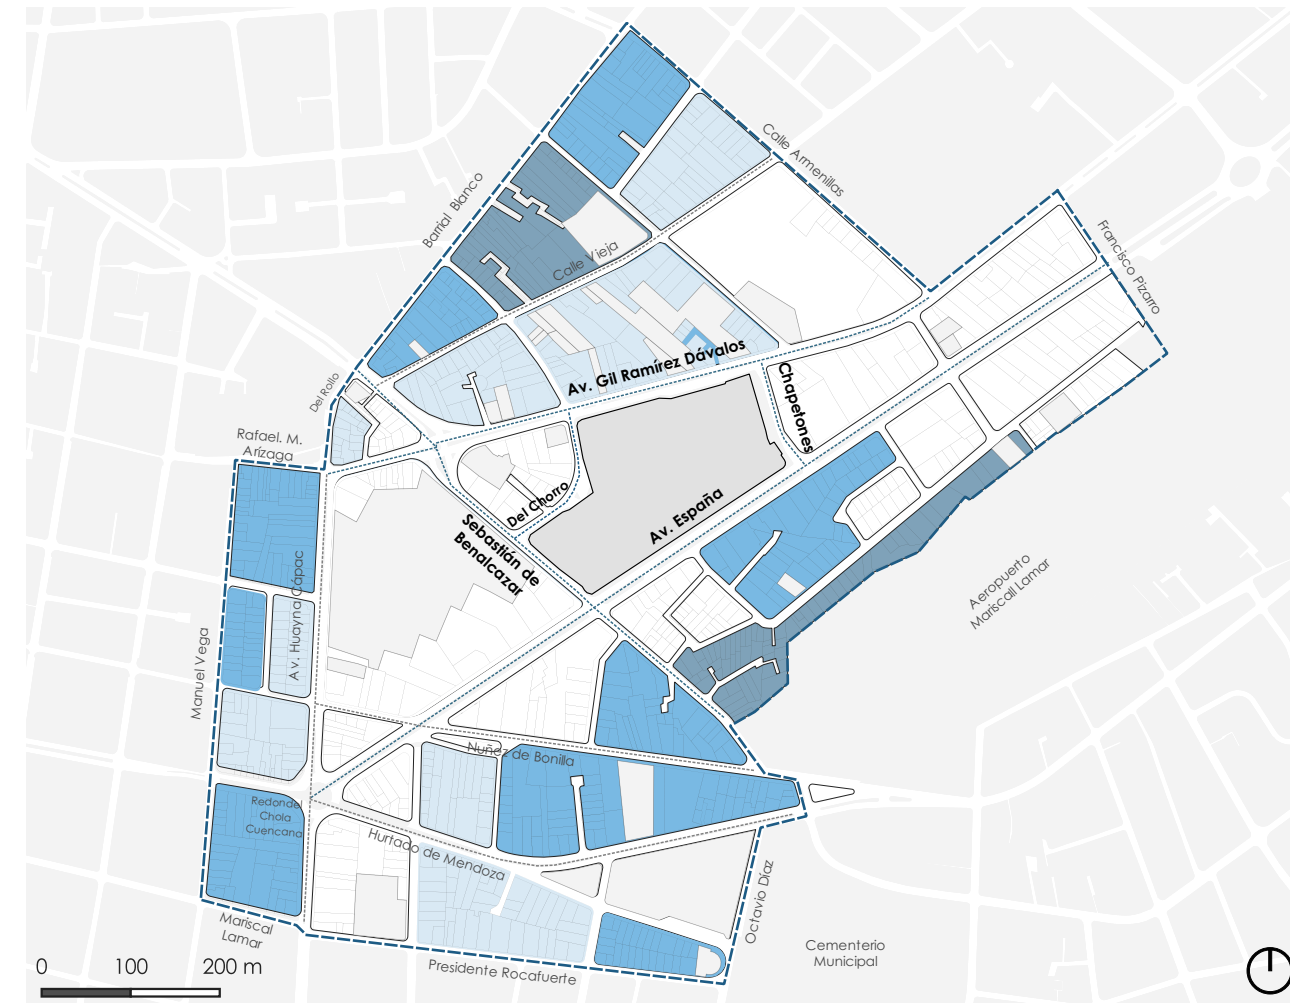 Calle Armenillas
Barrial Blanco
Francisco Pizarro
Calle Vieja
Av. Gil Ramírez Dávalos
Chapetones
Del Rollo
Rafael. M.
Arízaga
Del Chorro
Av. España
Sebastián de
Benalcazar
Av. Huayna Cápac
Aeropuerto
Mariscall Lamar
Manuel Vega
Nuñez de Bonilla
Redondel
Chola
Cuencana
Hurtado de Mendoza
Octavio Díaz
Mariscal
Lamar
Cementerio
Municipal
Presidente Rocafuerte
0 100 200 m